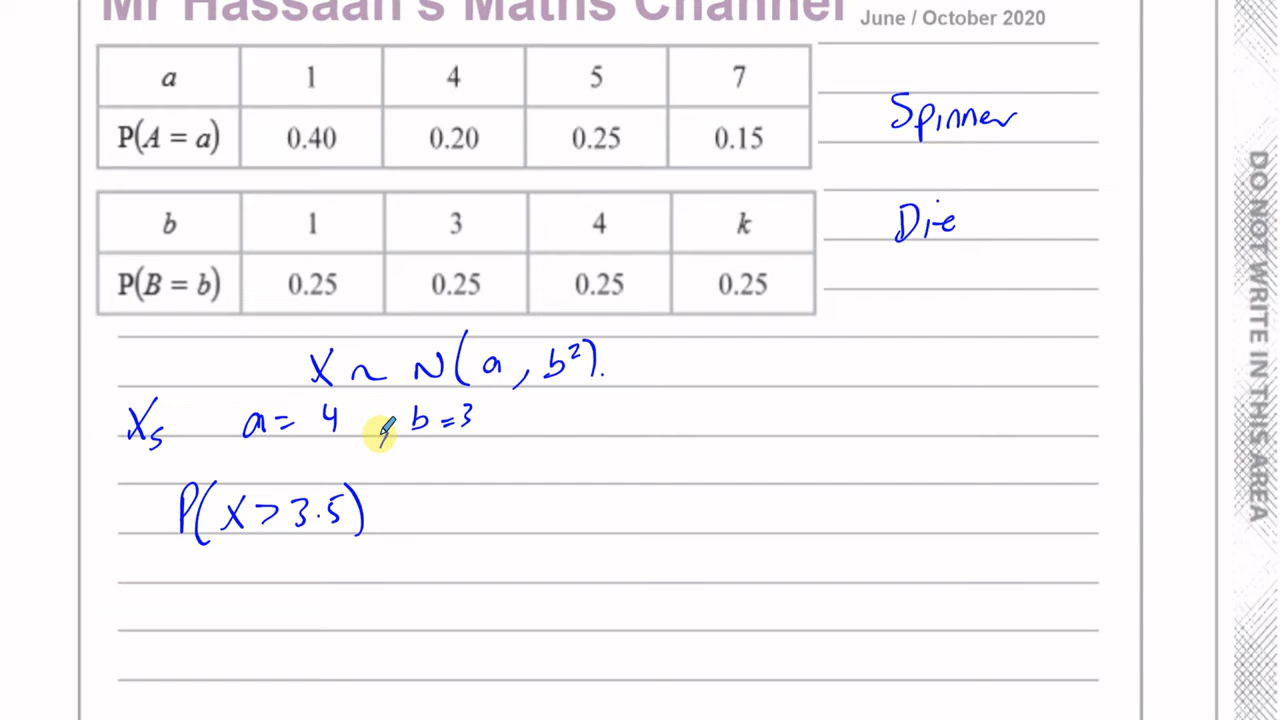 Mr Hassaan's Maths Channel
June / October 2020
a 1 4 5 7
P(A = a) 0.40 0.20 0.25 0.15
Spinner
b 1 3 4 k
P(B = b) 0.25 0.25 0.25 0.25
Die
X ~ N(a, b²).
X₅ a = 4, b = 3
P(X > 3.5)
DO NOT WRITE IN THIS AREA